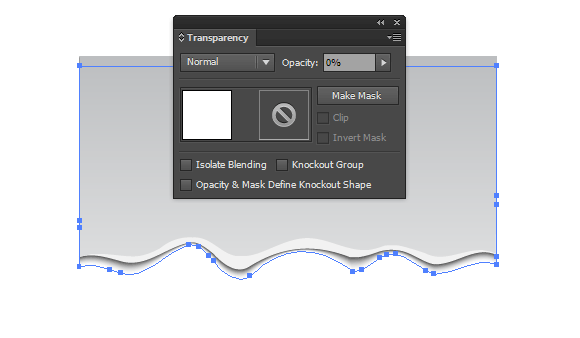 Transparency
Normal Opacity: 0%
Make Mask
Clip
Invert Mask
Isolate Blending Knockout Group
Opacity & Mask Define Knockout Shape